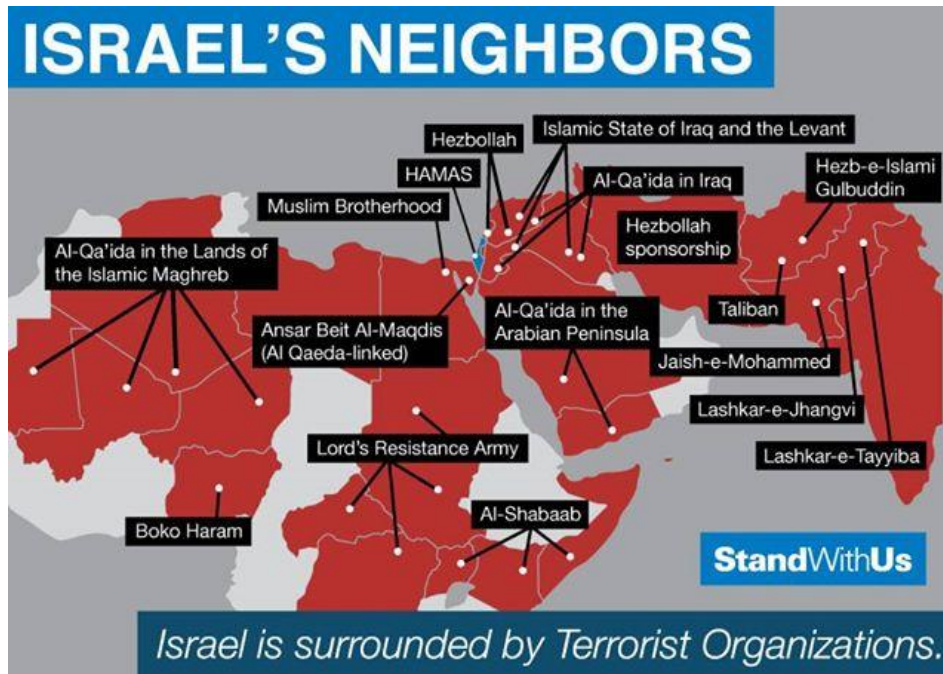 ISRAEL'S NEIGHBORS
Hezbollah
Islamic State of Iraq and the Levant
HAMAS
Al-Qa'ida in Iraq
Hezb-e-Islami
Gulbuddin
Muslim Brotherhood
Hezbollah
sponsorship
Al-Qa'ida in the Lands of
the Islamic Maghreb
Taliban
Ansar Beit Al-Maqdis
(Al Qaeda-linked)
Al-Qa'ida in the
Arabian Peninsula
Jaish-e-Mohammed
Lashkar-e-Jhangvi
Lord's Resistance Army
Lashkar-e-Tayyiba
Boko Haram
Al-Shabaab
StandWithUs
Israel is surrounded by Terrorist Organizations.